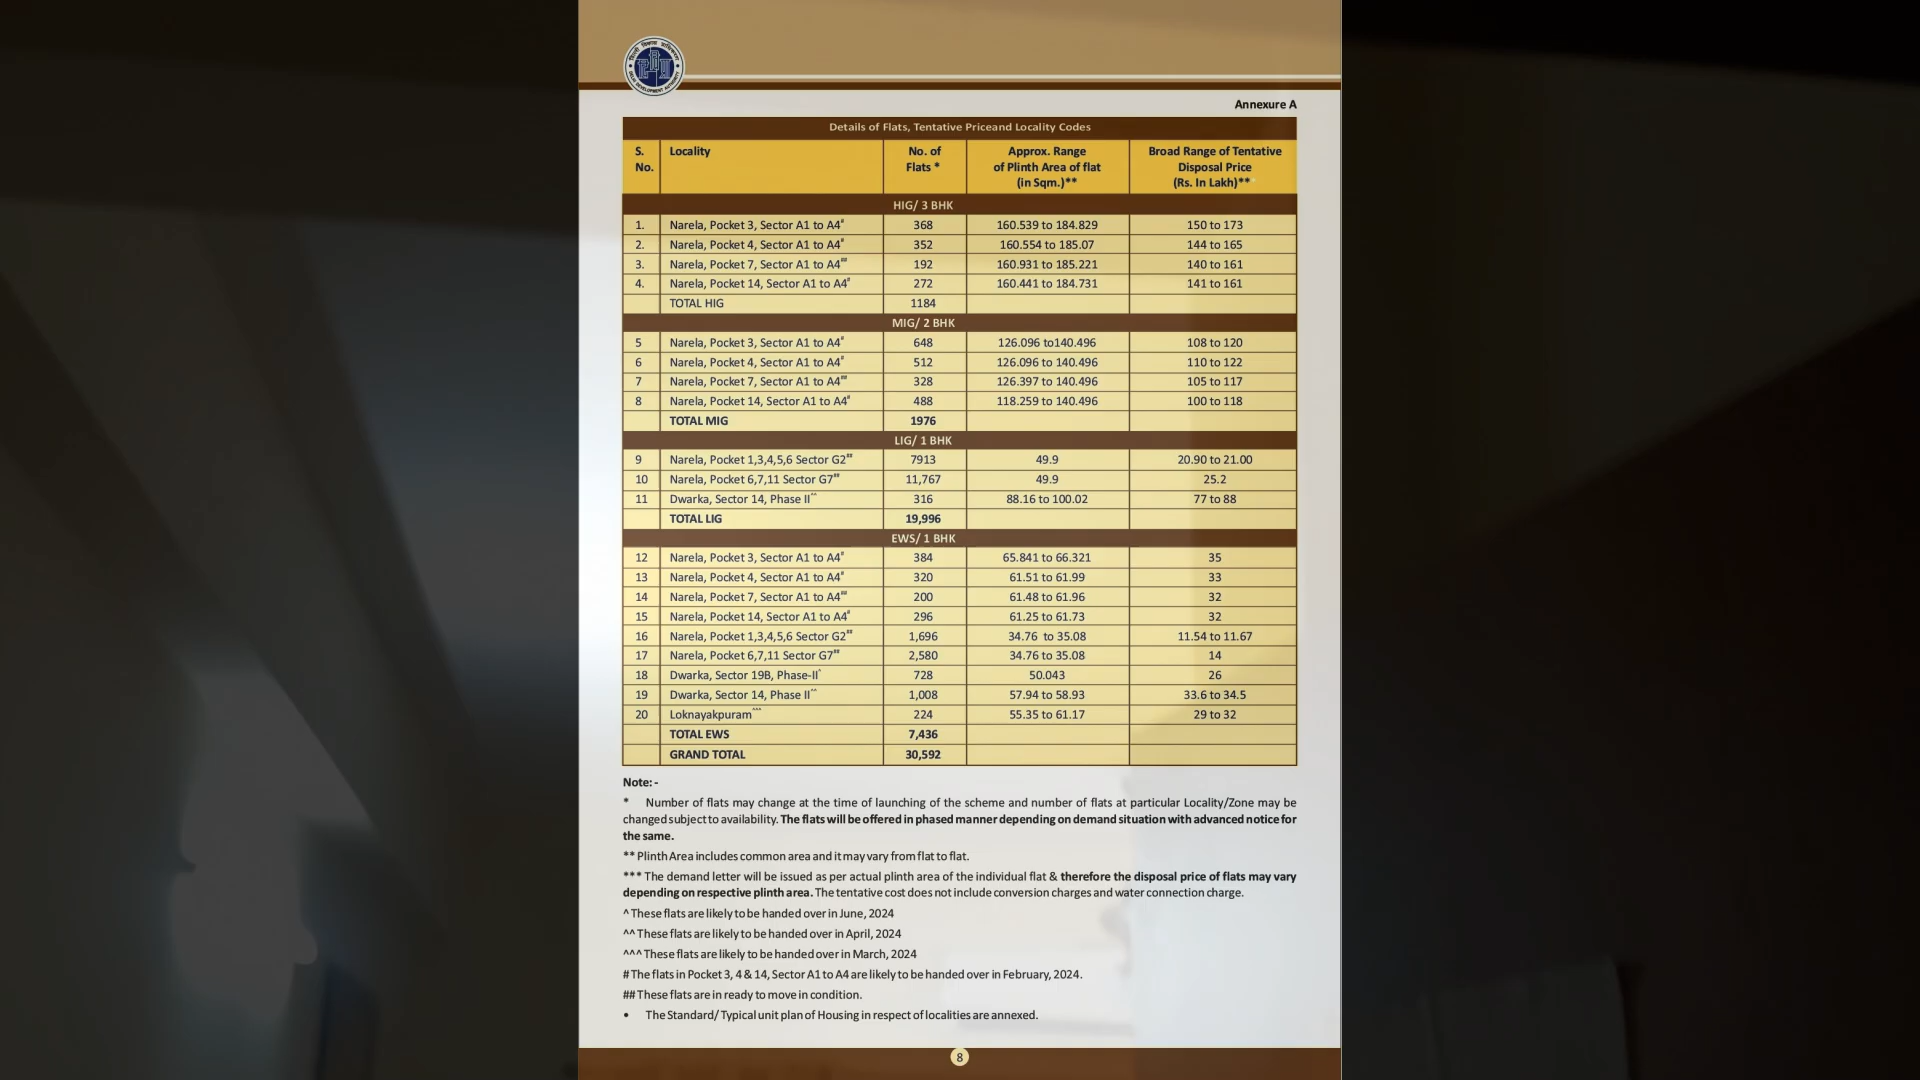 Annexure A
Details of Flats, Tentative Priceand Locality Codes
S. No. Locality No. of Flats * Approx. Range of Plinth Area of flat (in Sqm.)** Broad Range of Tentative Disposal Price (Rs. In Lakh)**
HIG/ 3 BHK
1. Narela, Pocket 3, Sector A1 to A4# 368 160.539 to 184.829 150 to 173
2. Narela, Pocket 4, Sector A1 to A4# 352 160.554 to 185.07 144 to 165
3. Narela, Pocket 7, Sector A1 to A4## 192 160.931 to 185.221 140 to 161
4. Narela, Pocket 14, Sector A1 to A4# 272 160.441 to 184.731 141 to 161
TOTAL HIG 1184
MIG/ 2 BHK
5 Narela, Pocket 3, Sector A1 to A4# 648 126.096 to140.496 108 to 120
6 Narela, Pocket 4, Sector A1 to A4# 512 126.096 to 140.496 110 to 122
7 Narela, Pocket 7, Sector A1 to A4## 328 126.397 to 140.496 105 to 117
8 Narela, Pocket 14, Sector A1 to A4# 488 118.259 to 140.496 100 to 118
TOTAL MIG 1976
LIG/ 1 BHK
9 Narela, Pocket 1,3,4,5,6 Sector G2## 7913 49.9 20.90 to 21.00
10 Narela, Pocket 6,7,11 Sector G7## 11,767 49.9 25.2
11 Dwarka, Sector 14, Phase II^^ 316 88.16 to 100.02 77 to 88
TOTAL LIG 19,996
EWS/ 1 BHK
12 Narela, Pocket 3, Sector A1 to A4# 384 65.841 to 66.321 35
13 Narela, Pocket 4, Sector A1 to A4# 320 61.51 to 61.99 33
14 Narela, Pocket 7, Sector A1 to A4## 200 61.48 to 61.96 32
15 Narela, Pocket 14, Sector A1 to A4# 296 61.25 to 61.73 32
16 Narela, Pocket 1,3,4,5,6 Sector G2## 1,696 34.76 to 35.08 11.54 to 11.67
17 Narela, Pocket 6,7,11 Sector G7## 2,580 34.76 to 35.08 14
18 Dwarka, Sector 19B, Phase-II^ 728 50.043 26
19 Dwarka, Sector 14, Phase II^^ 1,008 57.94 to 58.93 33.6 to 34.5
20 Loknayakpuram^^^ 224 55.35 to 61.17 29 to 32
TOTAL EWS 7,436
GRAND TOTAL 30,592
Note: -
* Number of flats may change at the time of launching of the scheme and number of flats at particular Locality/Zone may be
changed subject to availability. The flats will be offered in phased manner depending on demand situation with advanced notice for
the same.
** Plinth Area includes common area and it may vary from flat to flat.
*** The demand letter will be issued as per actual plinth area of the individual flat & therefore the disposal price of flats may vary
depending on respective plinth area. The tentative cost does not include conversion charges and water connection charge.
^ These flats are likely to be handed over in June, 2024
^^ These flats are likely to be handed over in April, 2024
^^^ These flats are likely to be handed over in March, 2024
# The flats in Pocket 3, 4 & 14, Sector A1 to A4 are likely to be handed over in February, 2024.
## These flats are in ready to move in condition.
• The Standard/ Typical unit plan of Housing in respect of localities are annexed.
8